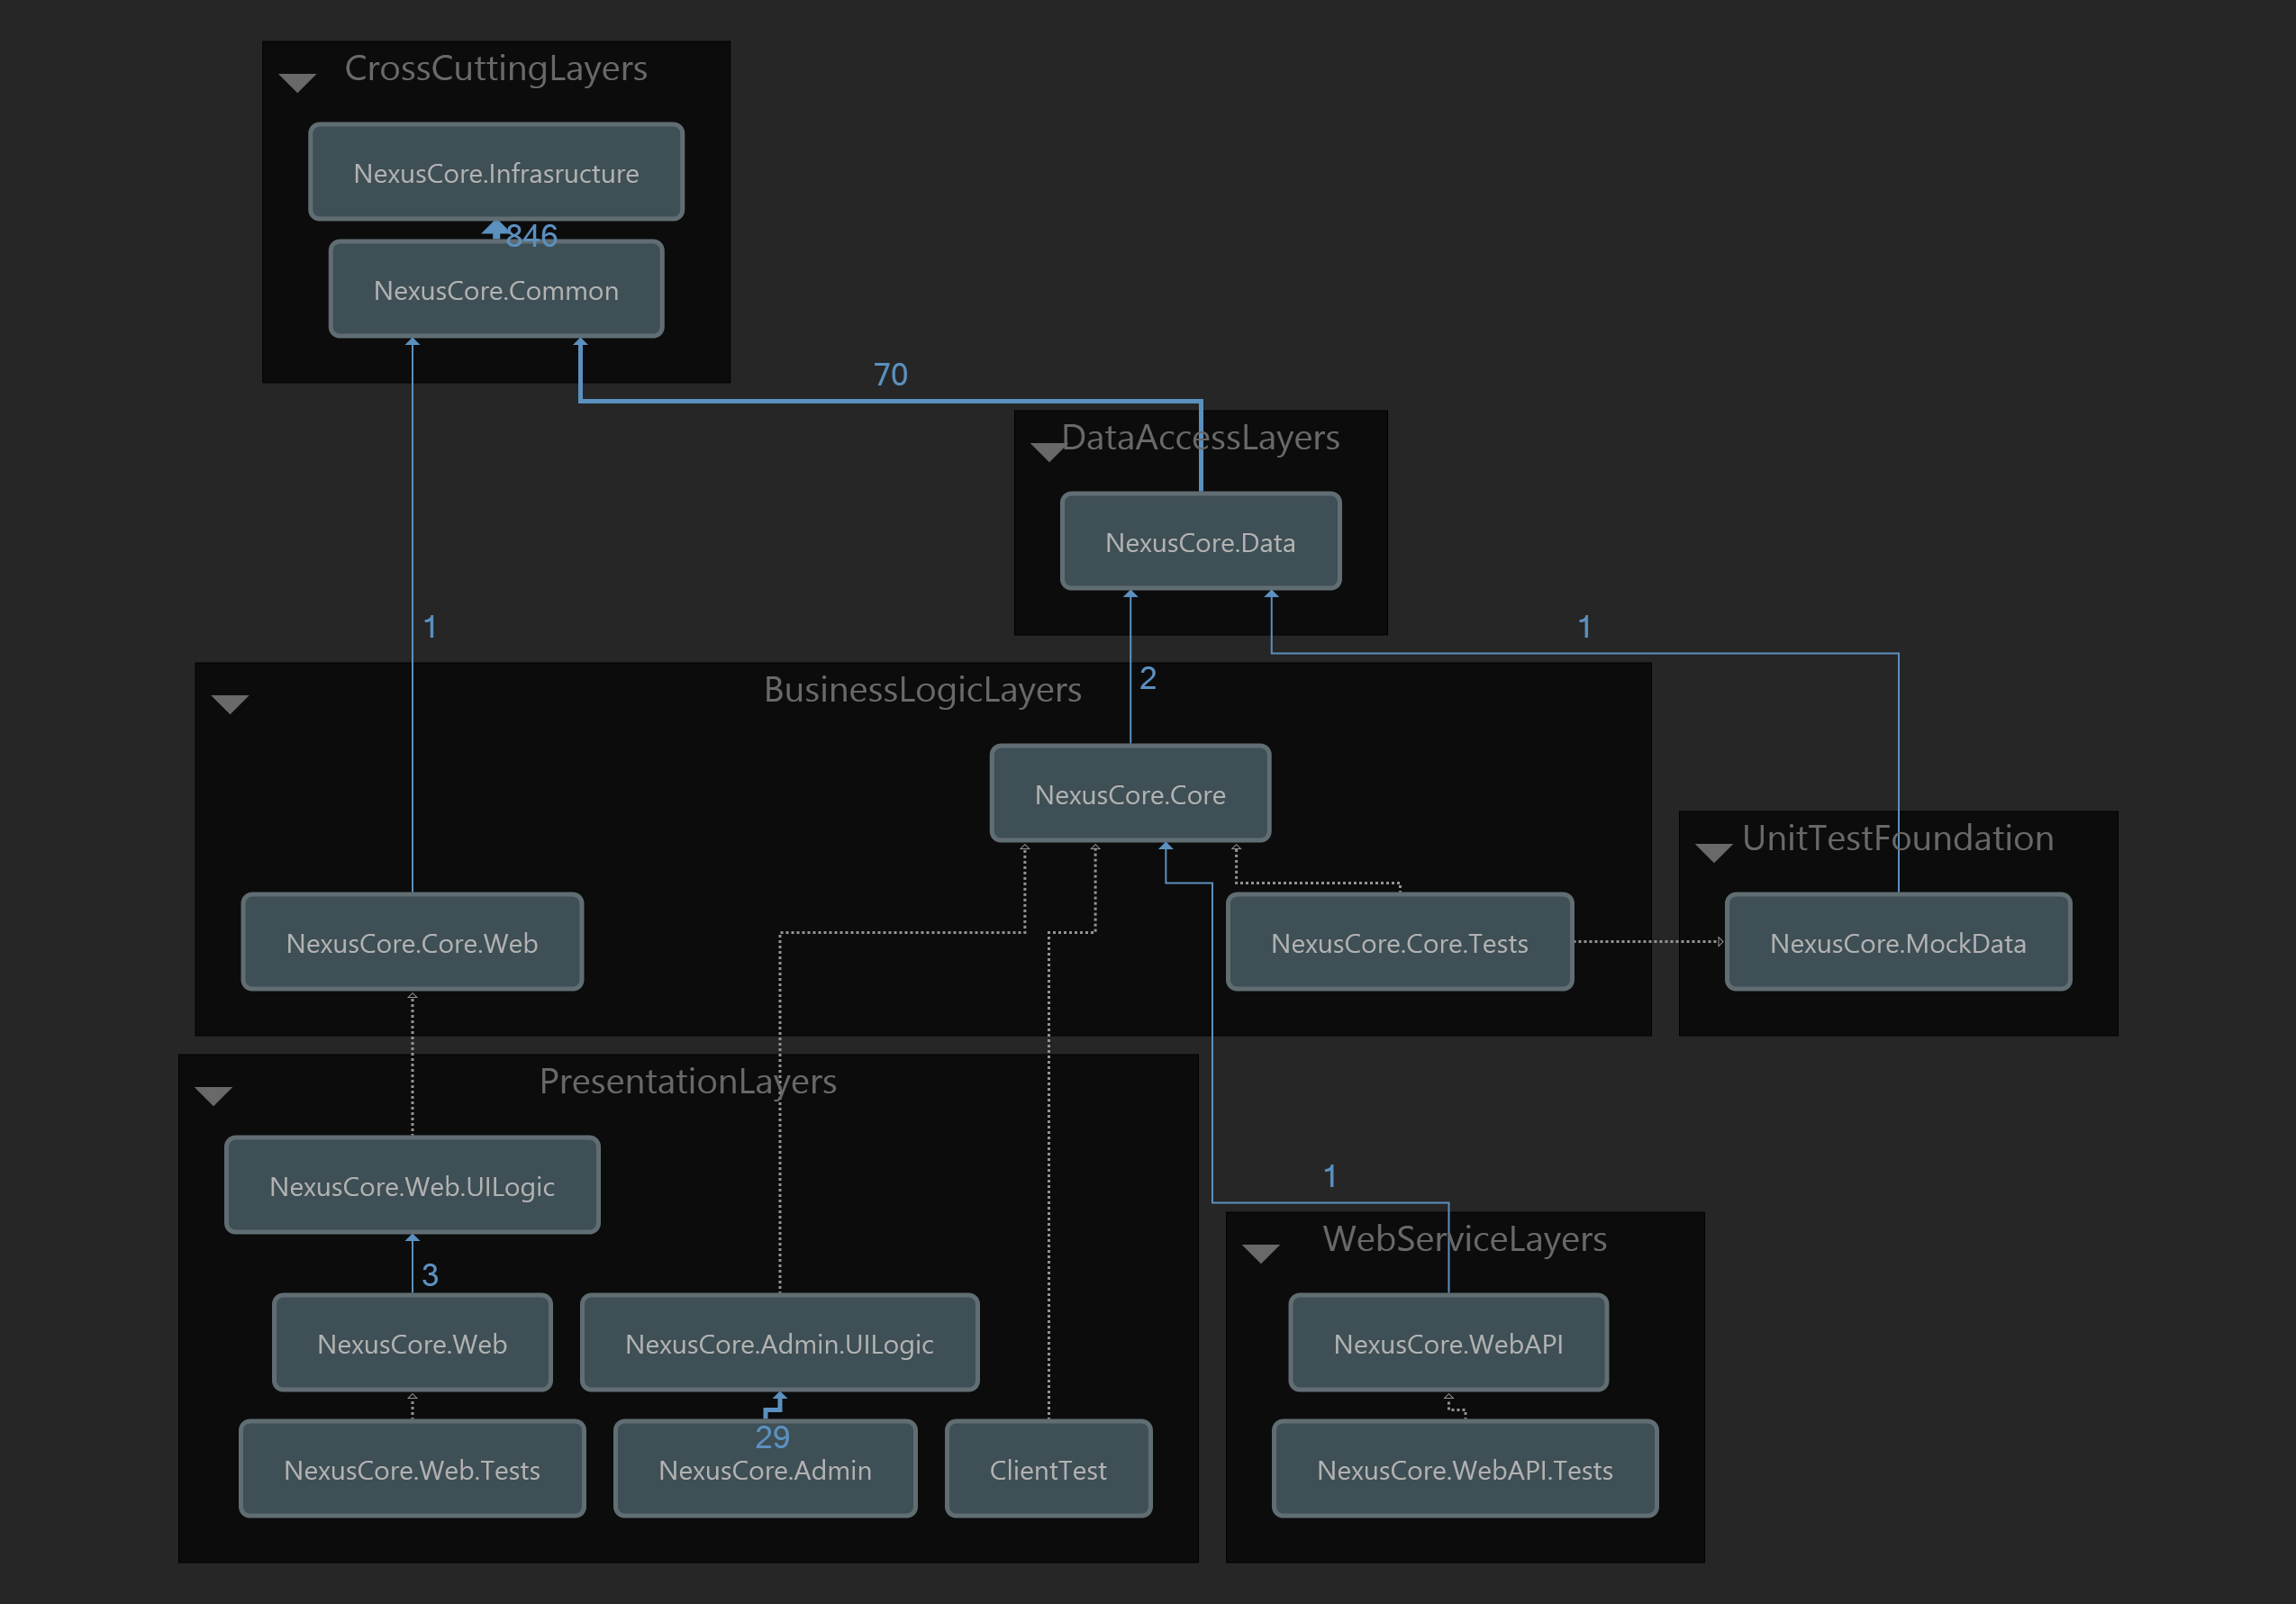 CrossCuttingLayers
NexusCore.Infrasructure
846
NexusCore.Common
70
DataAccessLayers
NexusCore.Data
1
1
BusinessLogicLayers
2
NexusCore.Core
UnitTestFoundation
NexusCore.Core.Web
NexusCore.Core.Tests
NexusCore.MockData
PresentationLayers
NexusCore.Web.UILogic
1
WebServiceLayers
3
NexusCore.Web
NexusCore.Admin.UILogic
NexusCore.WebAPI
29
NexusCore.Web.Tests
NexusCore.Admin
ClientTest
NexusCore.WebAPI.Tests